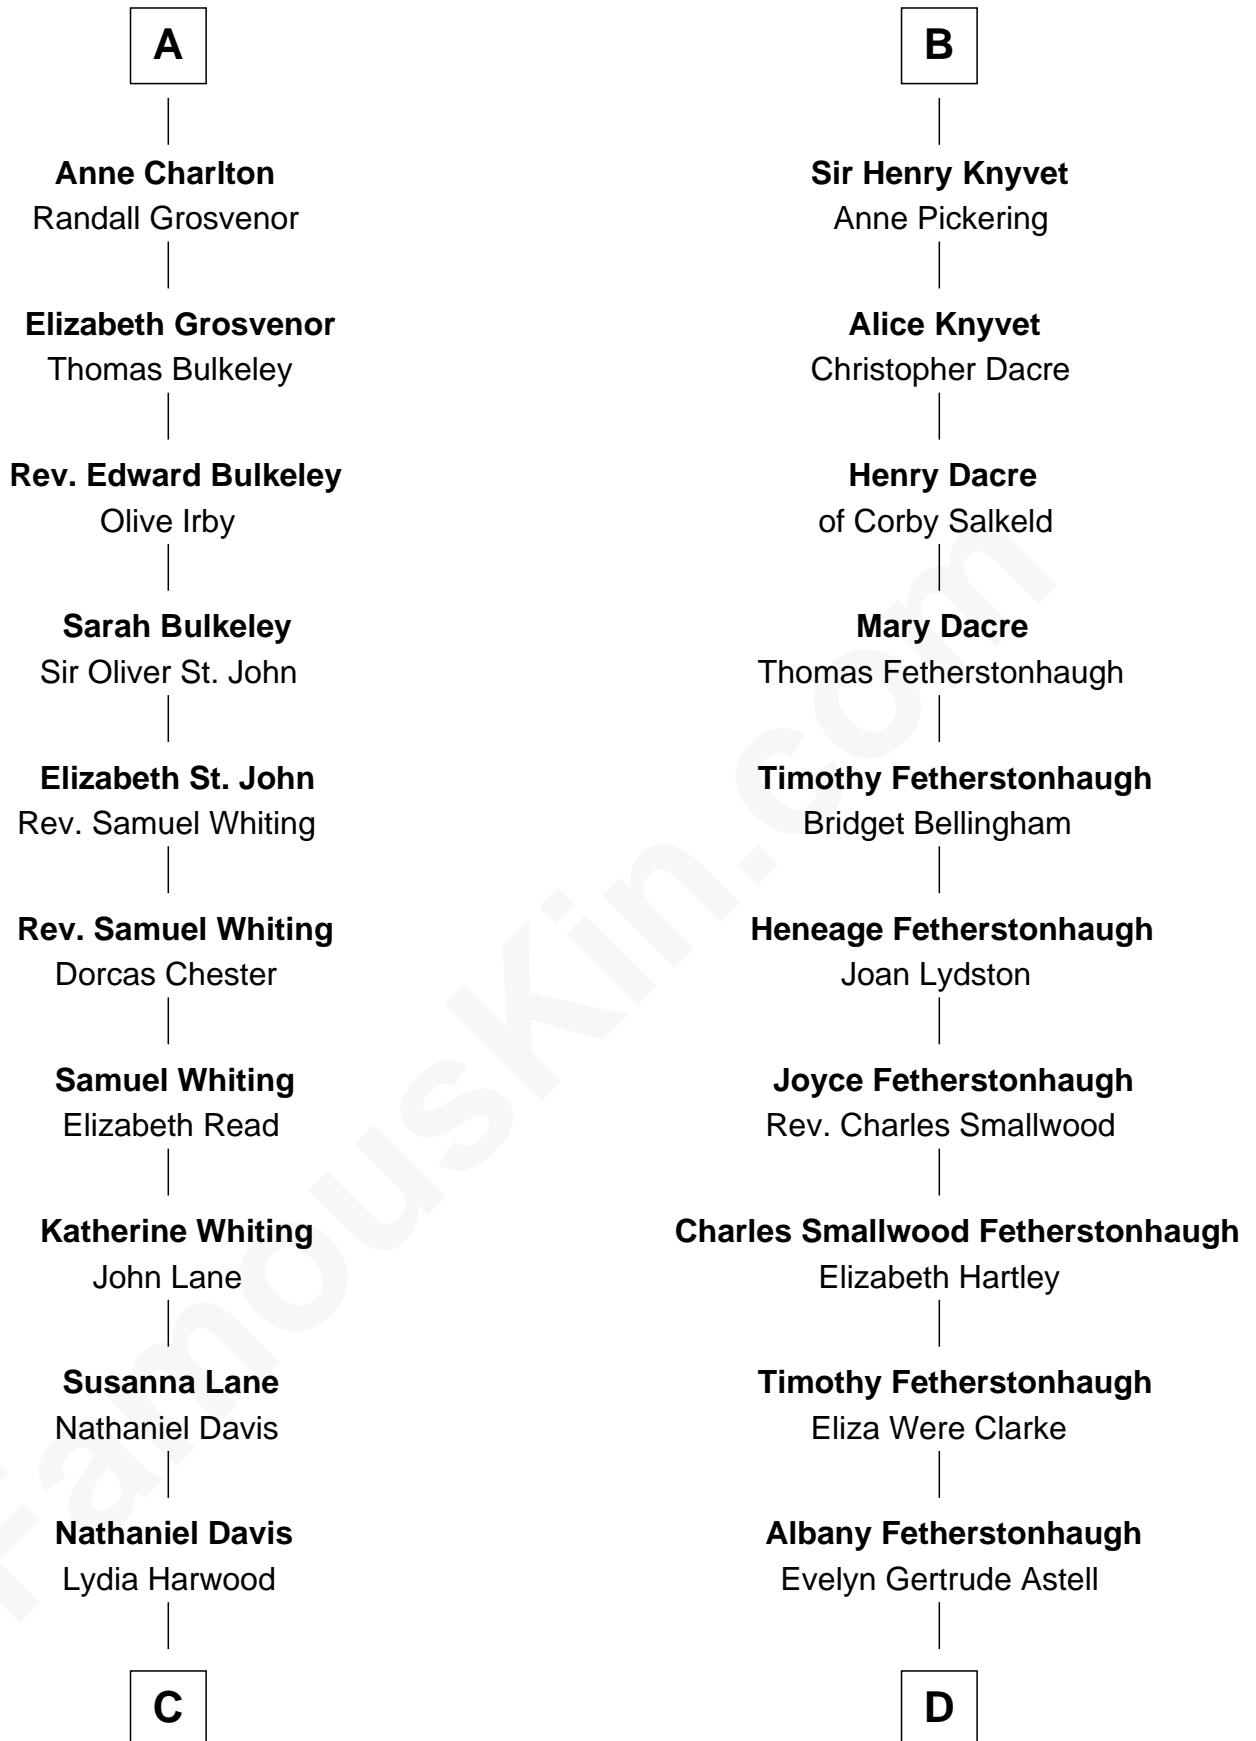 A
Anne Charlton
Randall Grosvenor
Elizabeth Grosvenor
Thomas Bulkeley
Rev. Edward Bulkeley
Olive Irby
Sarah Bulkeley
Sir Oliver St. John
Elizabeth St. John
Rev. Samuel Whiting
Rev. Samuel Whiting
Dorcas Chester
Samuel Whiting
Elizabeth Read
Katherine Whiting
John Lane
Susanna Lane
Nathaniel Davis
Nathaniel Davis
Lydia Harwood
C
B
Sir Henry Knyvet
Anne Pickering
Alice Knyvet
Christopher Dacre
Henry Dacre
of Corby Salkeld
Mary Dacre
Thomas Fetherstonhaugh
Timothy Fetherstonhaugh
Bridget Bellingham
Heneage Fetherstonhaugh
Joan Lydston
Joyce Fetherstonhaugh
Rev. Charles Smallwood
Charles Smallwood Fetherstonhaugh
Elizabeth Hartley
Timothy Fetherstonhaugh
Eliza Were Clarke
Albany Fetherstonhaugh
Evelyn Gertrude Astell
D
FamousKin.com